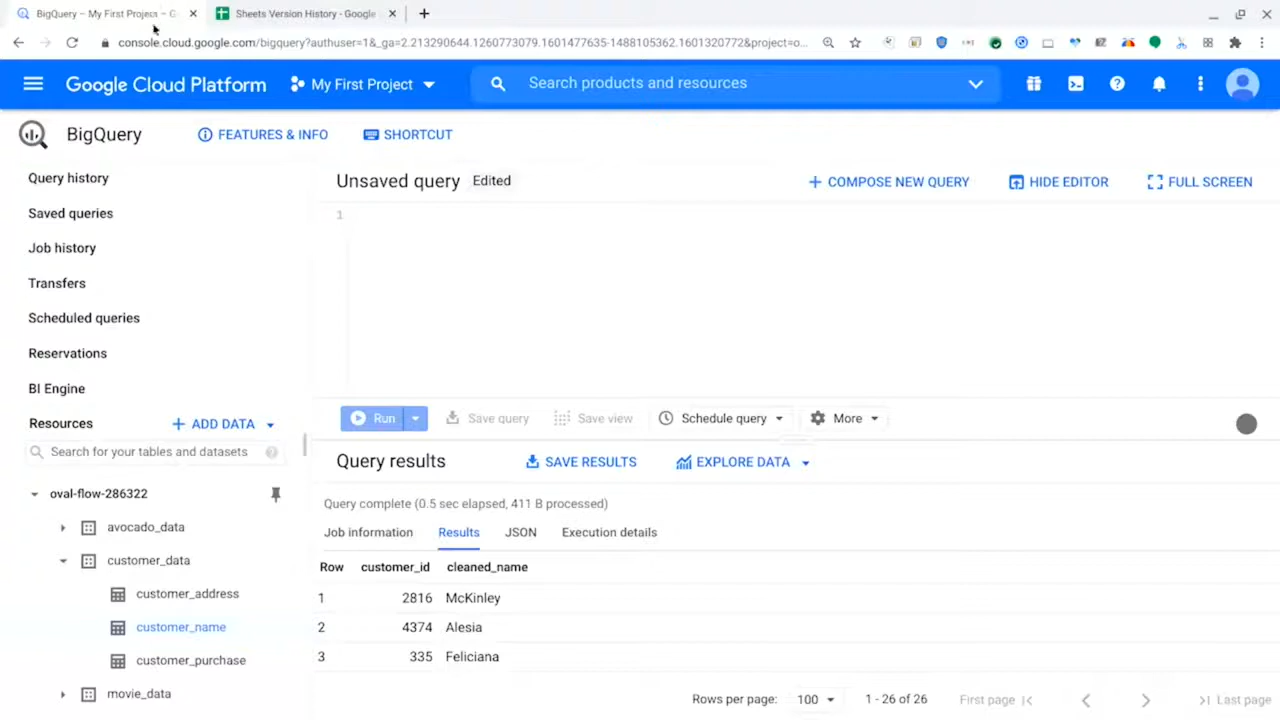 BigQuery – My First Project – G
Sheets Version History - Google
console.cloud.google.com/bigquery?authuser=1&_ga=2.213290644.1260773079.1601477635-1488105362.1601320772&project=o...
Google Cloud Platform
My First Project
Search products and resources
BigQuery
FEATURES & INFO
SHORTCUT
Query history
Saved queries
Job history
Transfers
Scheduled queries
Reservations
BI Engine
Resources
ADD DATA
Search for your tables and datasets
oval-flow-286322
avocado_data
customer_data
customer_address
customer_name
customer_purchase
movie_data
Unsaved query Edited
COMPOSE NEW QUERY
HIDE EDITOR
FULL SCREEN
1
Run
Save query
Save view
Schedule query
More
Query results
SAVE RESULTS
EXPLORE DATA
Query complete (0.5 sec elapsed, 411 B processed)
Job information Results JSON Execution details
Row customer_id cleaned_name
1 2816 McKinley
2 4374 Alesia
3 335 Feliciana
Rows per page: 100 1 - 26 of 26 First page Last page